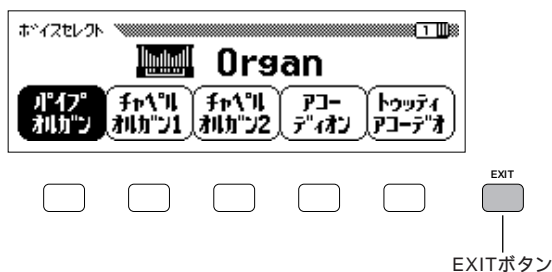 ボイスセレクト
1
Organ
パイプ オルガン
チャペル オルガン1
チャペル オルガン2
アコー ディオン
トゥッティ アコーデオ
EXIT
EXITボタン